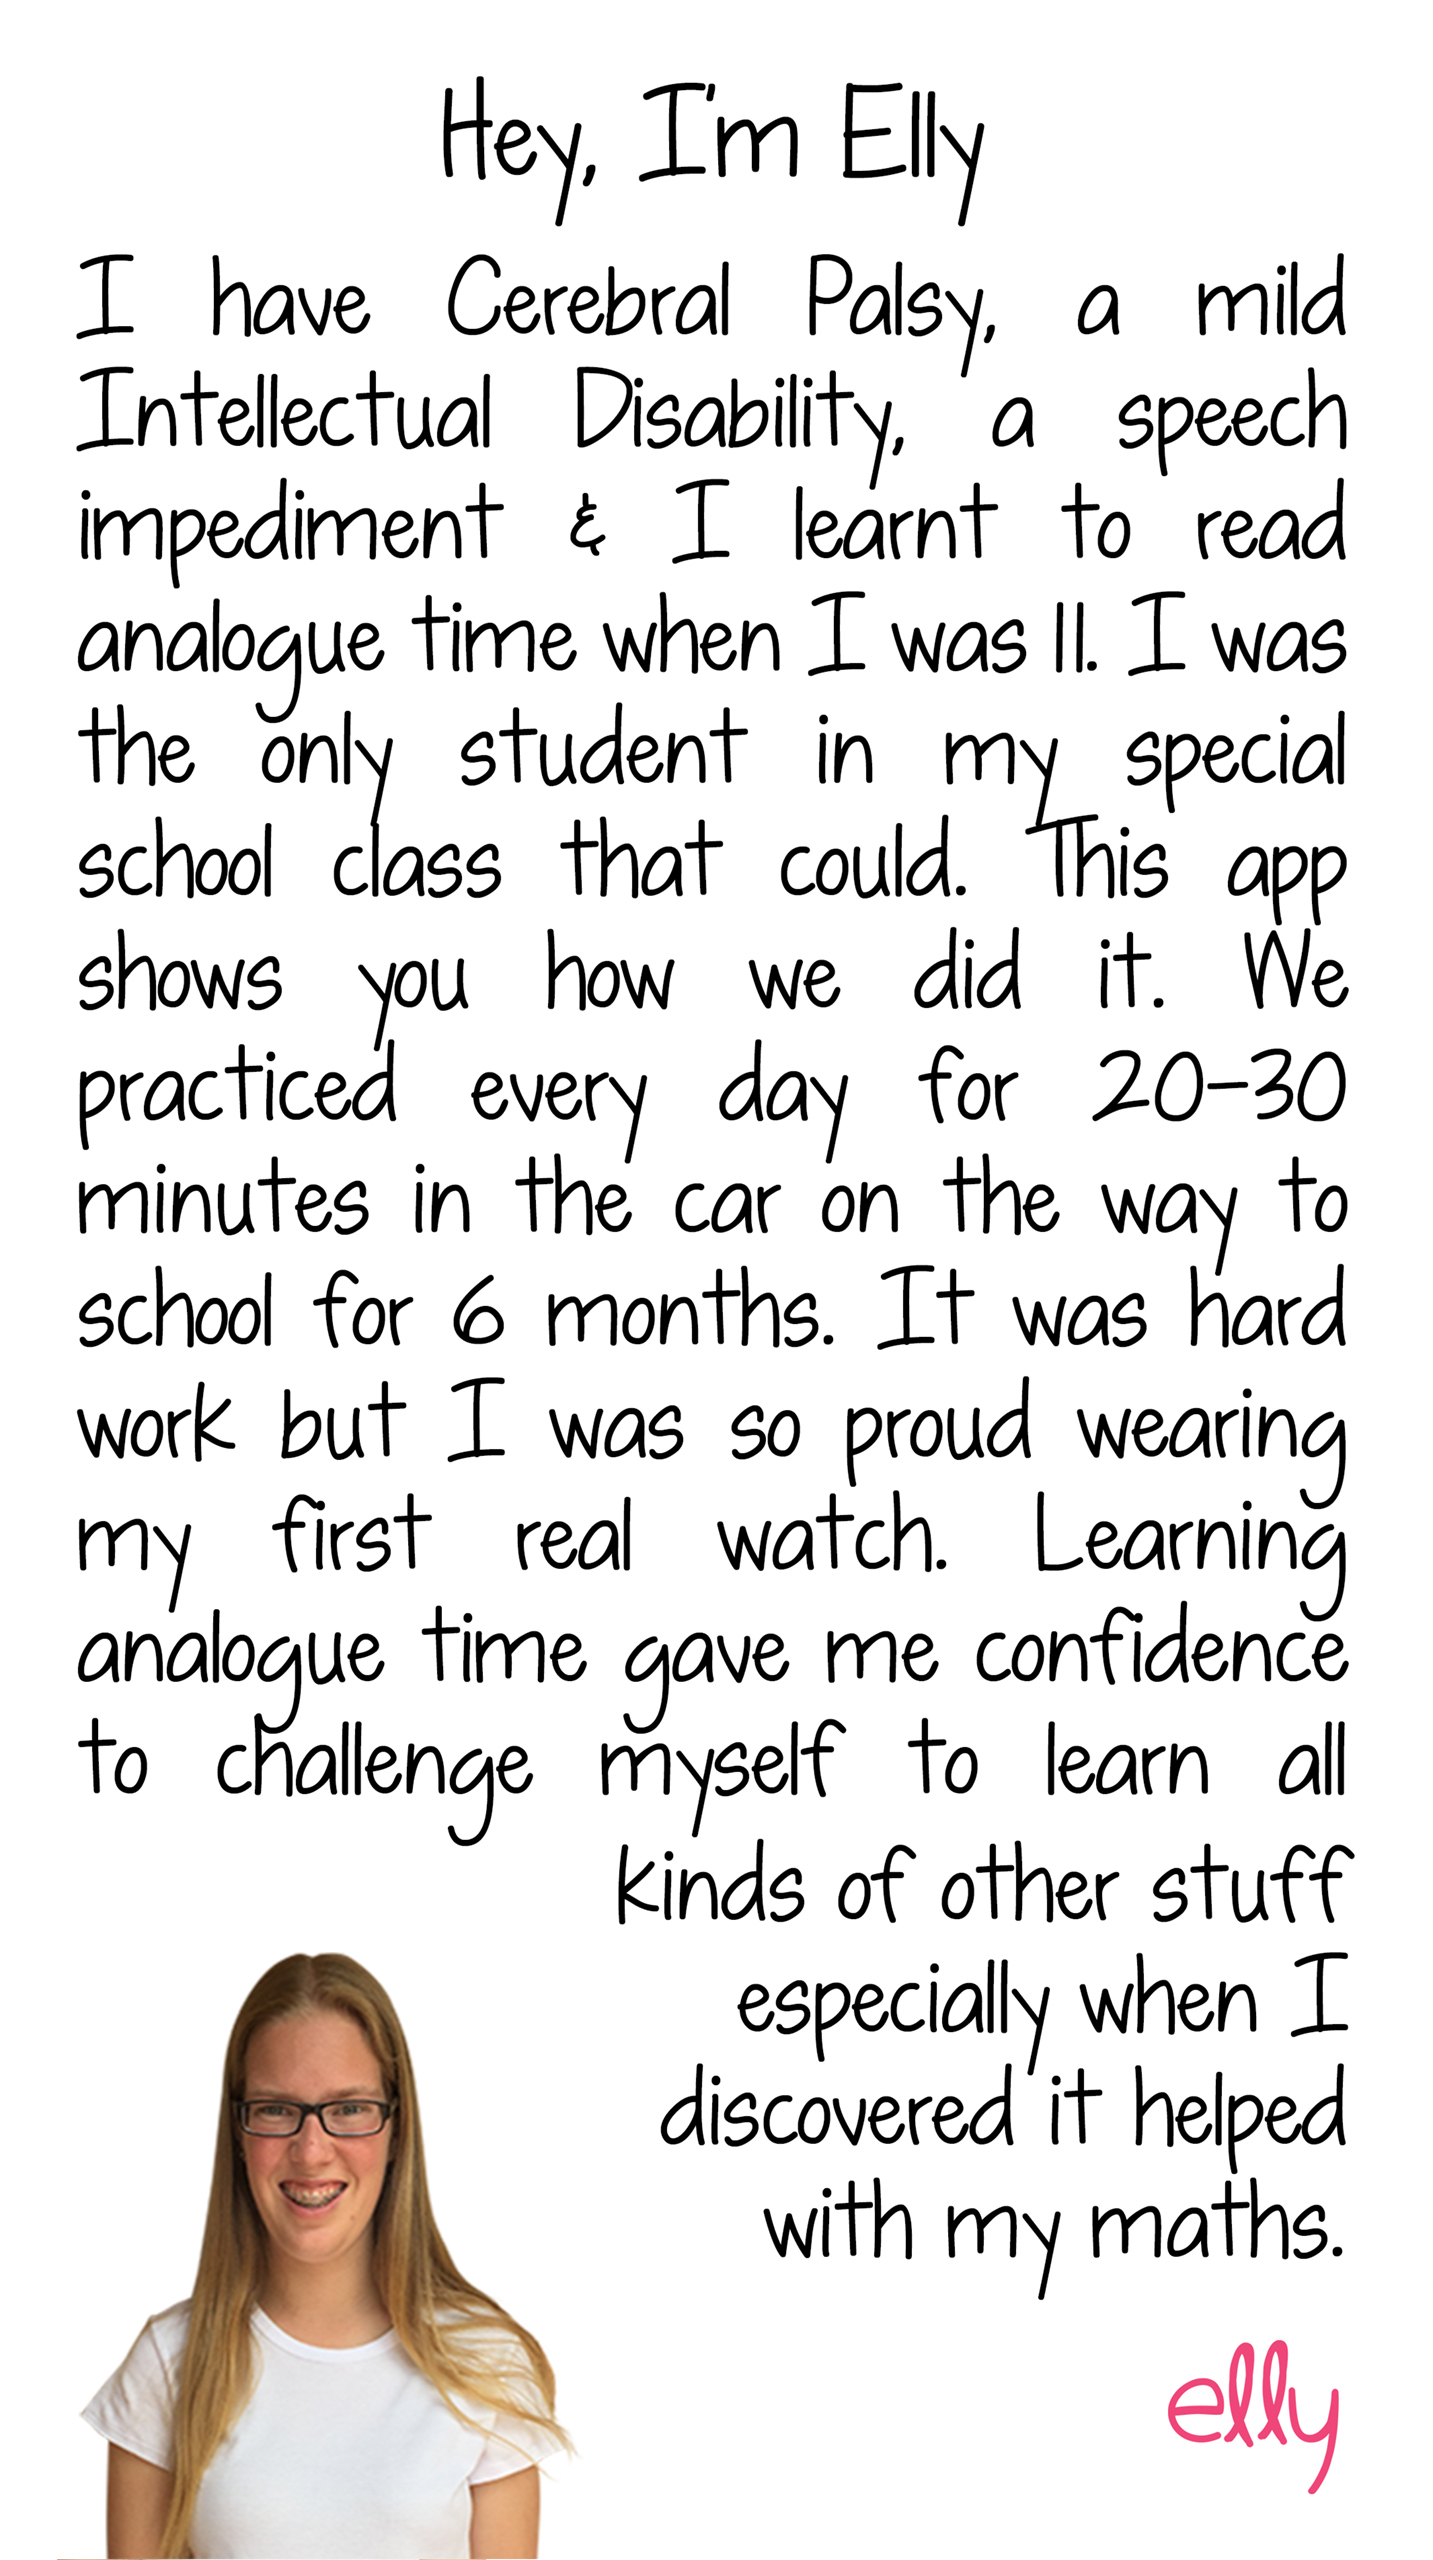 Hey, I'm Elly
I have Cerebral Palsy, a mild
Intellectual Disability, a speech
impediment & I learnt to read
analogue time when I was 11. I was
the only student in my special
school class that could. This app
shows you how we did it. We
practiced every day for 20-30
minutes in the car on the way to
school for 6 months. It was hard
work but I was so proud wearing
my first real watch. Learning
analogue time gave me confidence
to challenge myself to learn all
kinds of other stuff
especially when I
discovered it helped
with my maths.
elly